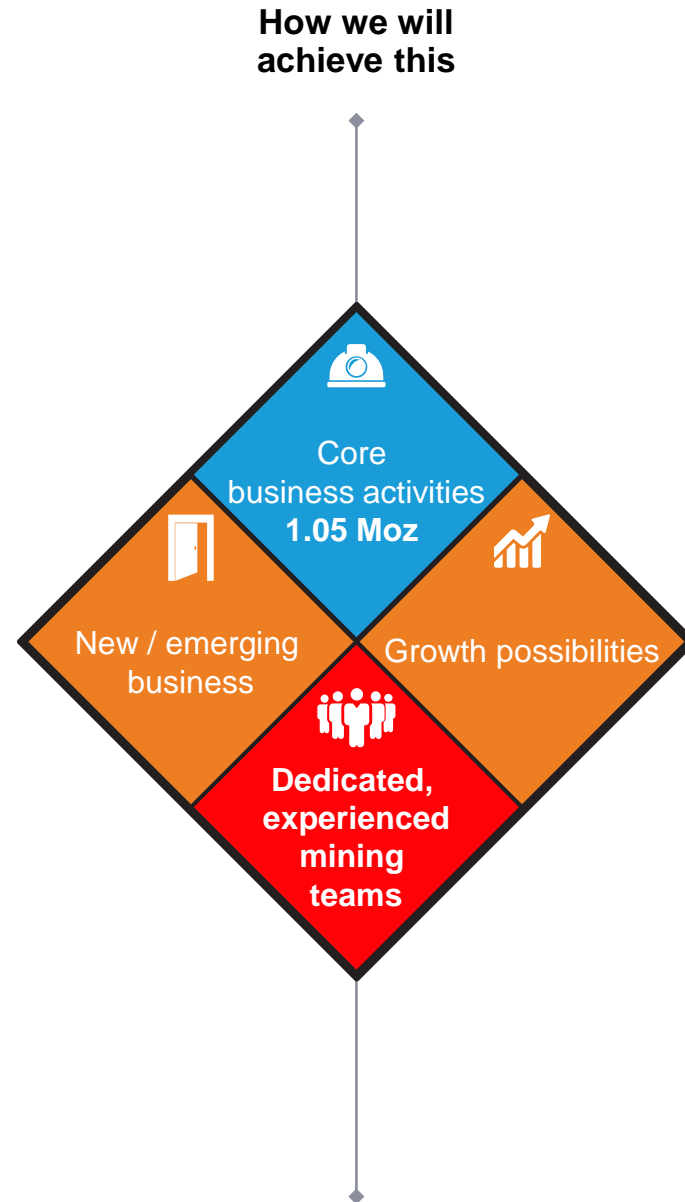 How we will
achieve this
Core
business activities
1.05 Moz
New / emerging
business
Growth possibilities
Dedicated,
experienced
mining
teams